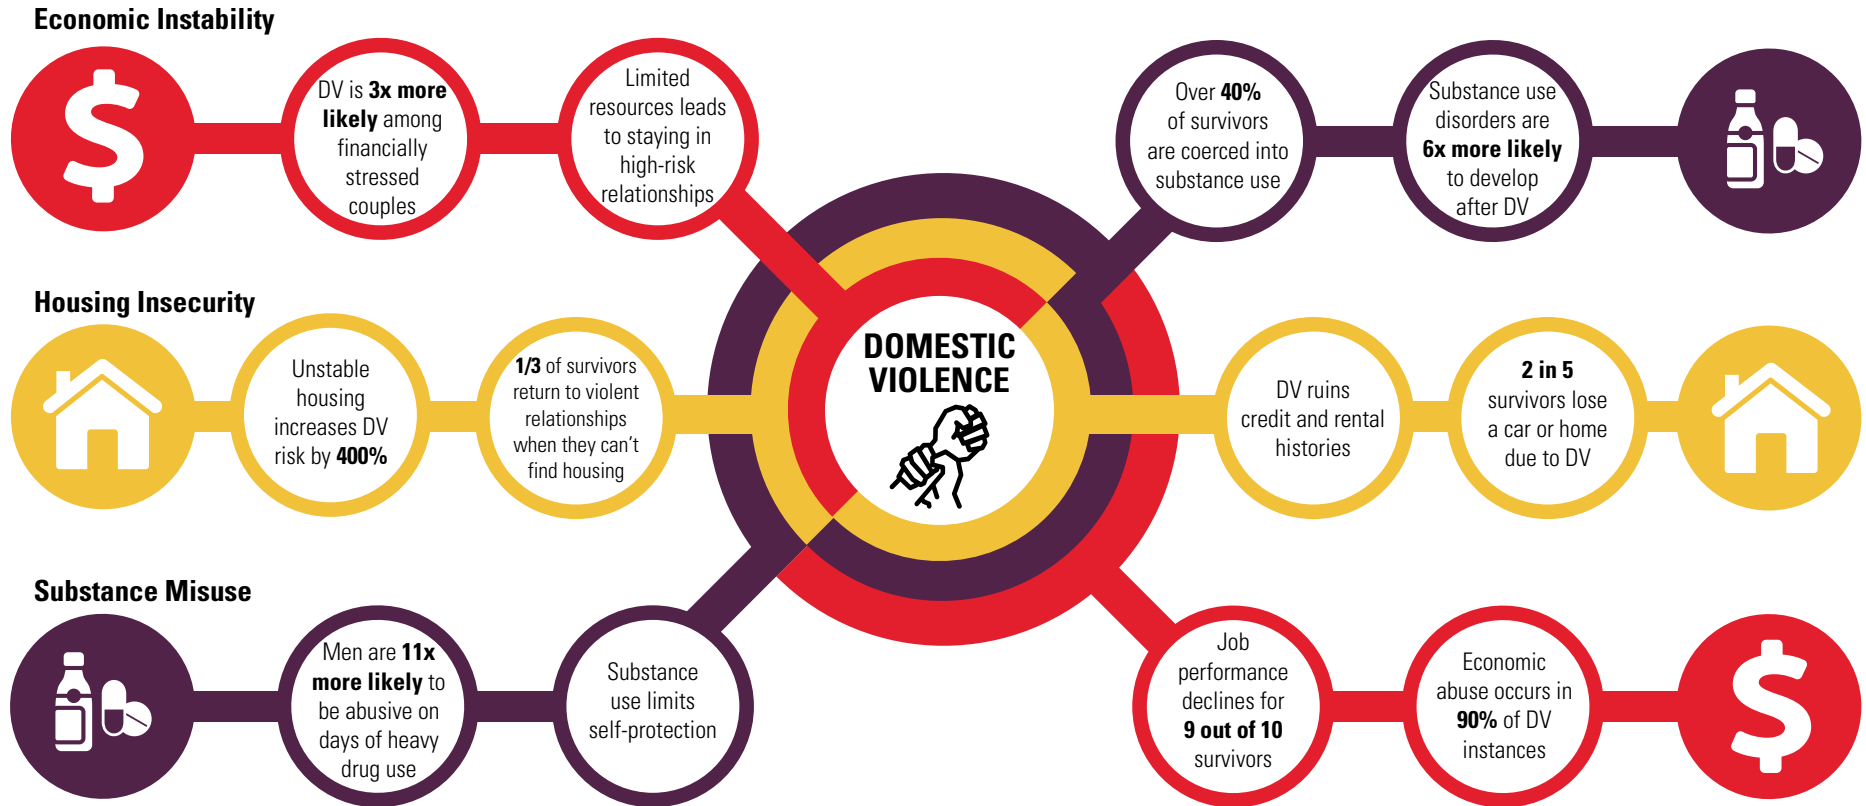 Economic Instability
DV is 3x more
likely among
financially
stressed
couples
Limited
resources leads
to staying in
high-risk
relationships
Over 40%
of survivors
are coerced into
substance use
Substance use
disorders are
6x more likely
to develop
after DV
Housing Insecurity
Unstable
housing
increases DV
risk by 400%
1/3 of survivors
return to violent
relationships
when they can't
find housing
DOMESTIC
VIOLENCE
DV ruins
credit and rental
histories
2 in 5
survivors lose
a car or home
due to DV
Substance Misuse
Men are 11x
more likely to
be abusive on
days of heavy
drug use
Substance
use limits
self-protection
Job
performance
declines for
9 out of 10
survivors
Economic
abuse occurs in
90% of DV
instances